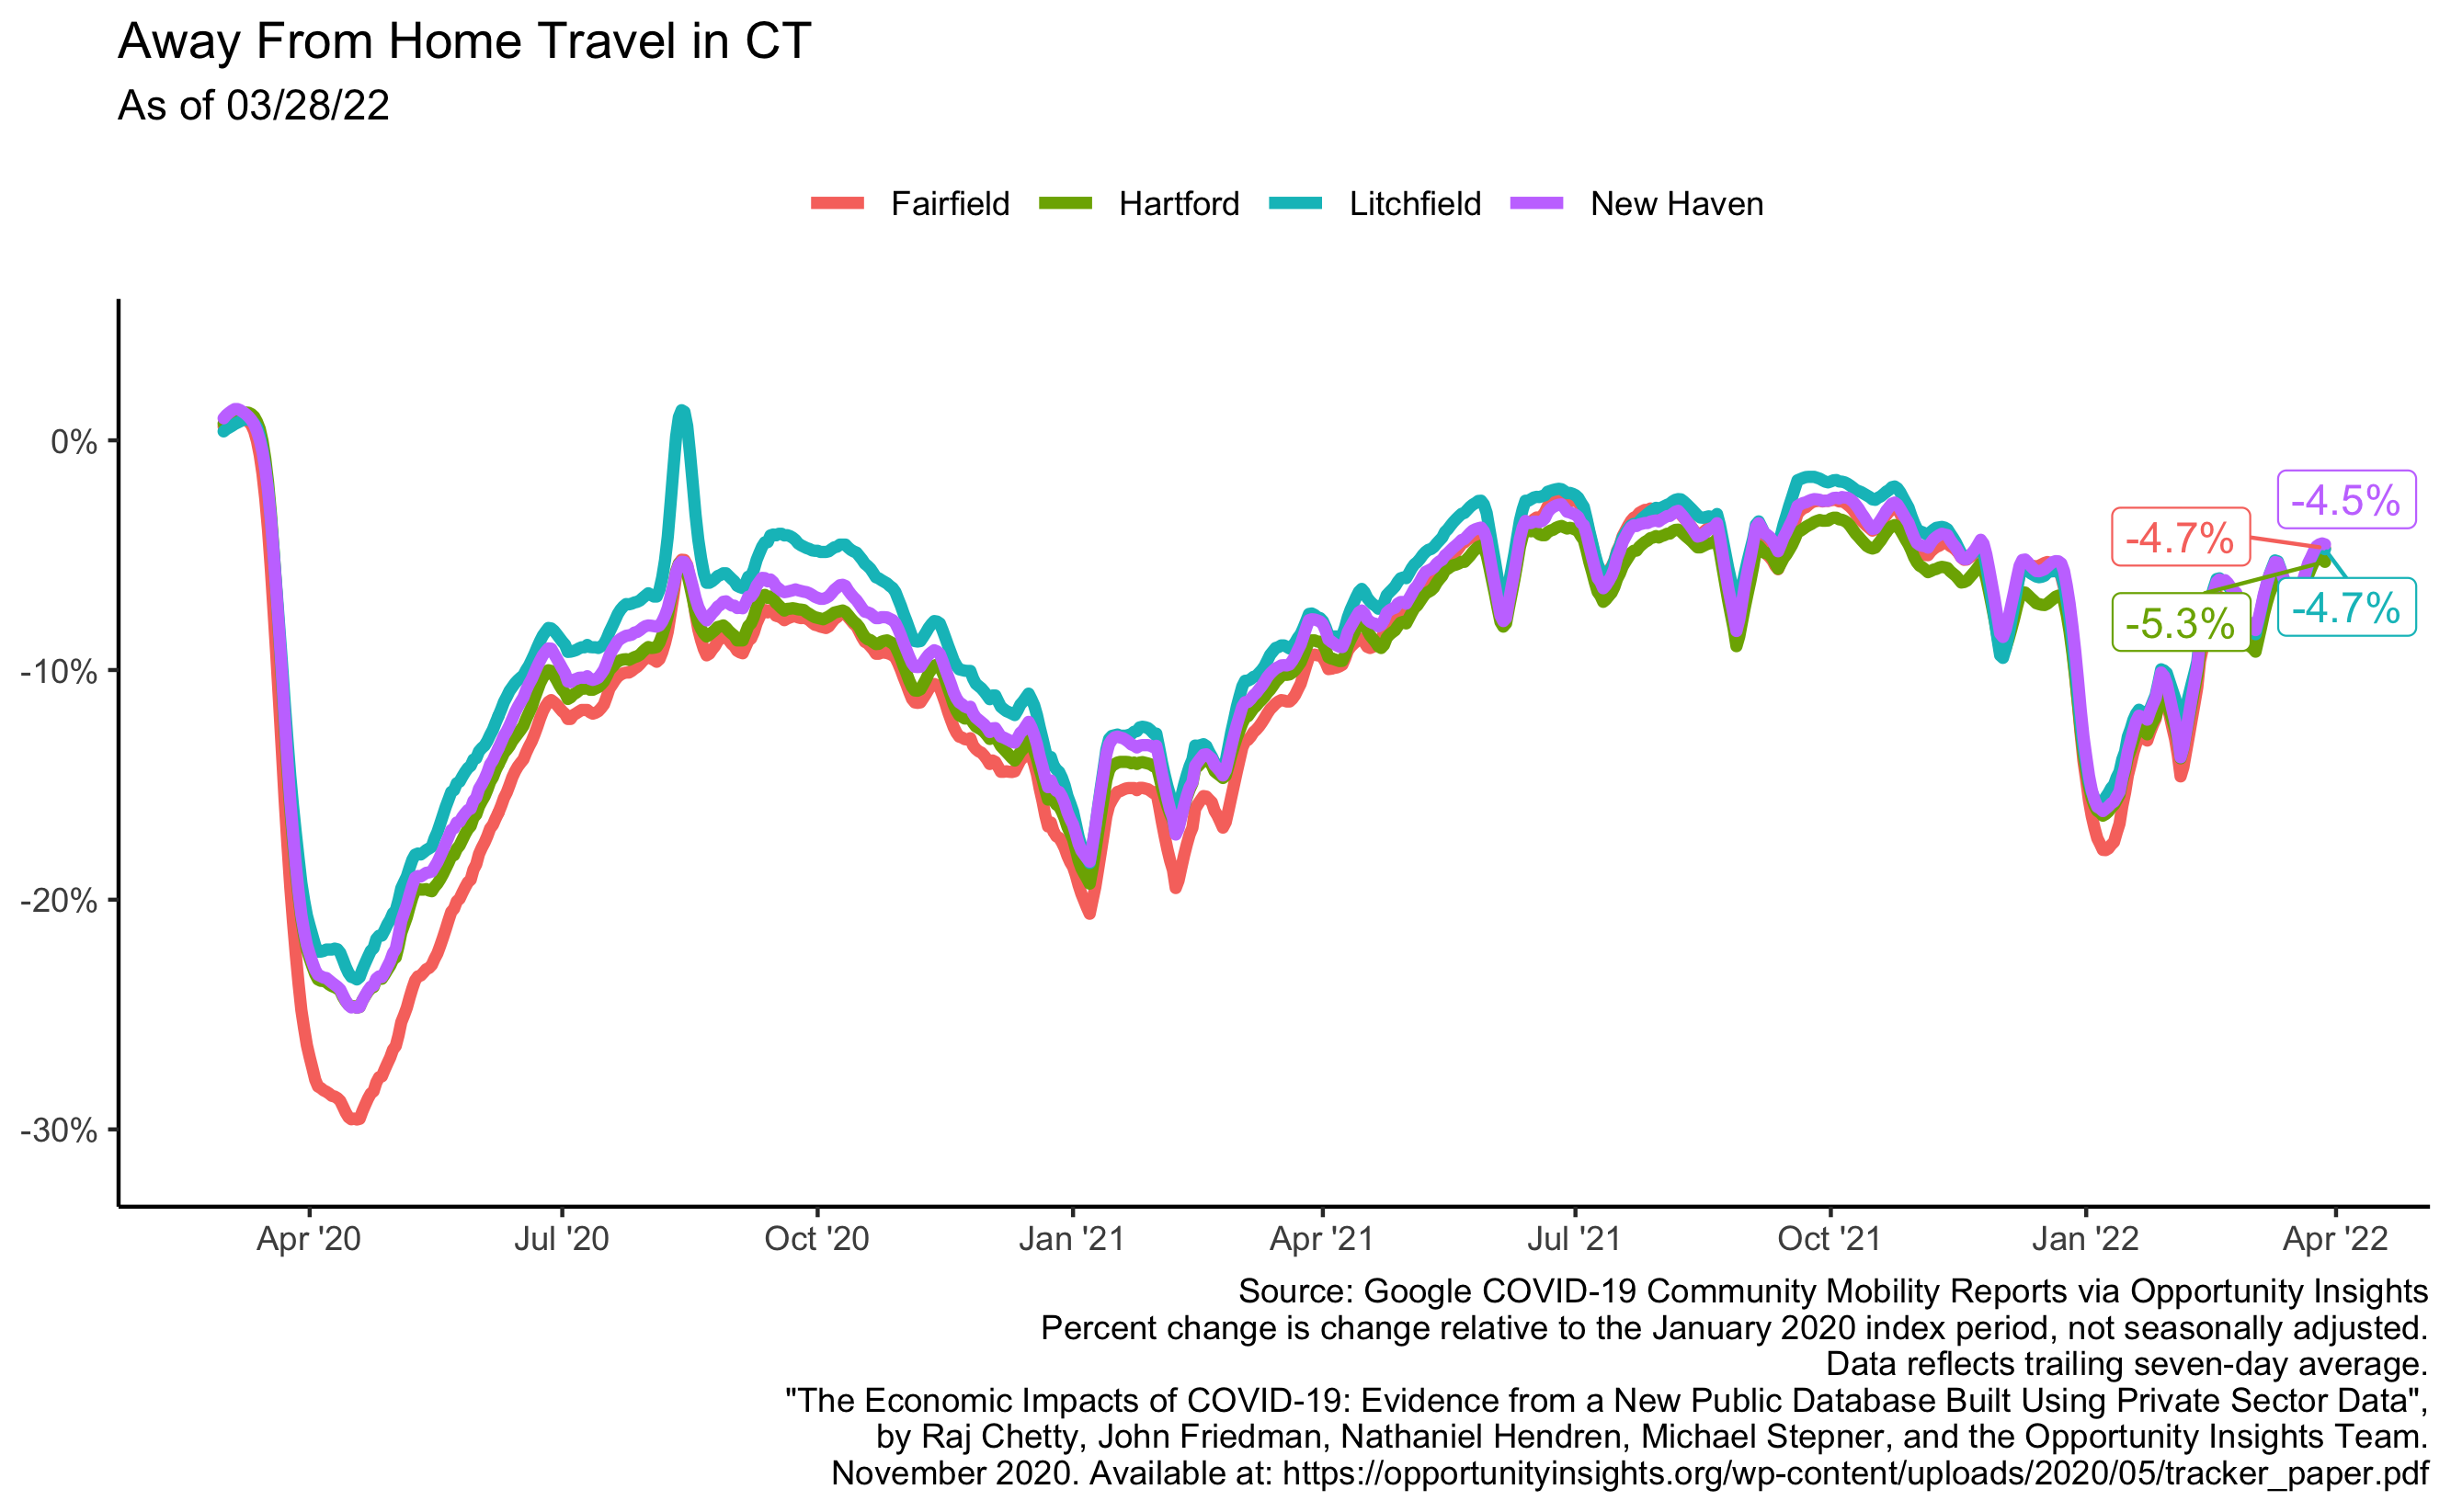 Away From Home Travel in CT
As of 03/28/22
Fairfield Hartford Litchfield New Haven
0%
-10%
-20%
-30%
-4.5%
-4.7%
-4.7%
-5.3%
Apr '20 Jul '20 Oct '20 Jan '21 Apr '21 Jul '21 Oct '21 Jan '22 Apr '22
Source: Google COVID-19 Community Mobility Reports via Opportunity Insights
Percent change is change relative to the January 2020 index period, not seasonally adjusted.
Data reflects trailing seven-day average.
"The Economic Impacts of COVID-19: Evidence from a New Public Database Built Using Private Sector Data",
by Raj Chetty, John Friedman, Nathaniel Hendren, Michael Stepner, and the Opportunity Insights Team.
November 2020. Available at: https://opportunityinsights.org/wp-content/uploads/2020/05/tracker_paper.pdf